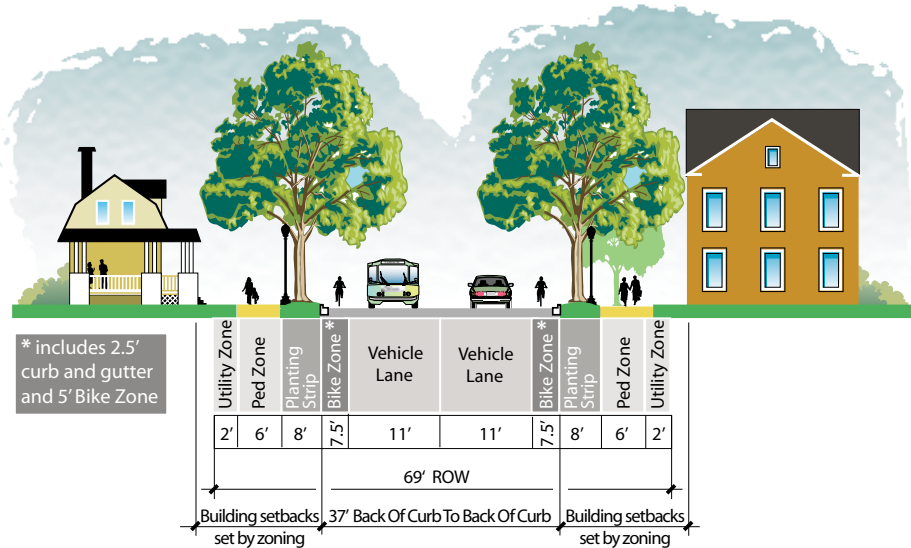 * includes 2.5'
curb and gutter
and 5' Bike Zone
Utility Zone
Ped Zone
Planting
Strip
Bike Zone *
Vehicle
Lane
Vehicle
Lane
Bike Zone *
Planting
Strip
Ped Zone
Utility Zone
2' 6' 8' 7.5' 11' 11' 7.5' 8' 6' 2'
69' ROW
Building setbacks
set by zoning
37' Back Of Curb To Back Of Curb
Building setbacks
set by zoning